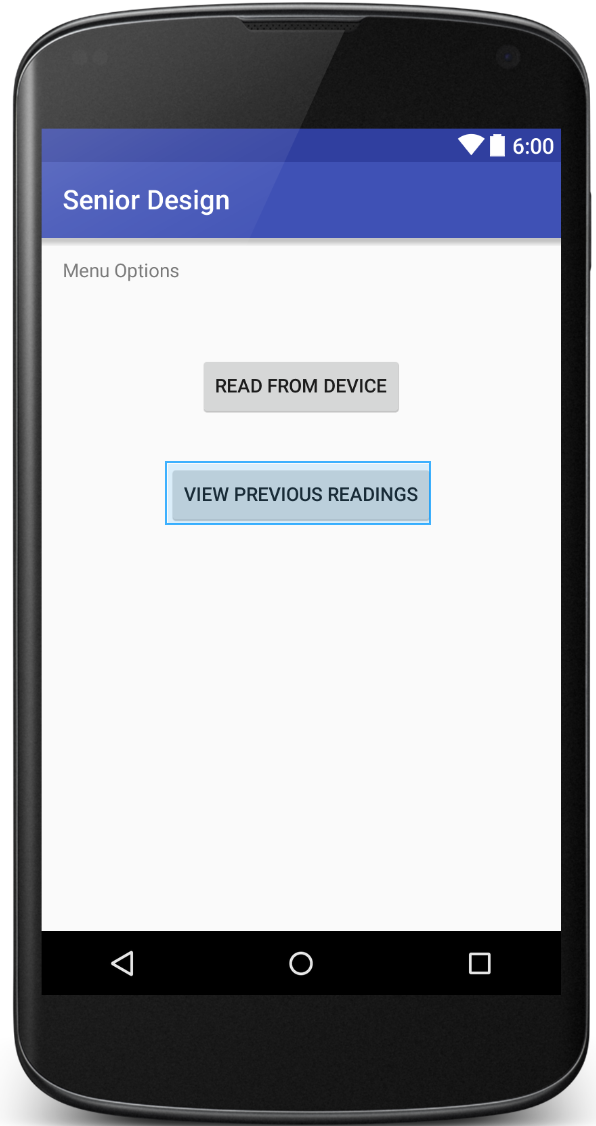 6:00
Senior Design
Menu Options
READ FROM DEVICE
VIEW PREVIOUS READINGS